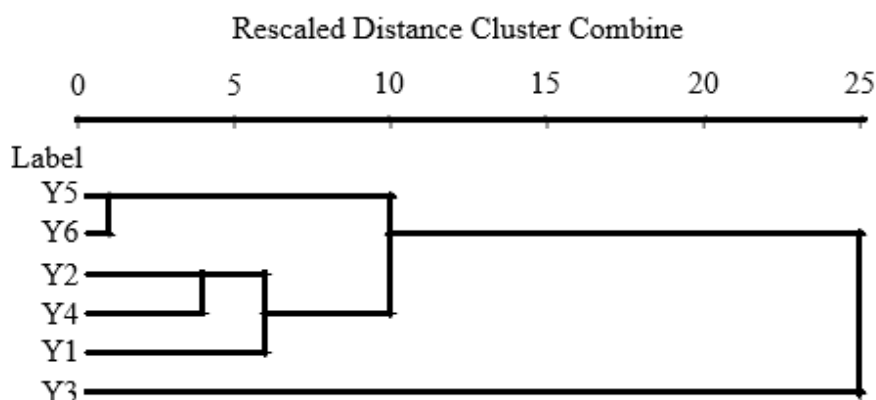 Rescaled Distance Cluster Combine
0 5 10 15 20 25
Label
Y5
Y6
Y2
Y4
Y1
Y3